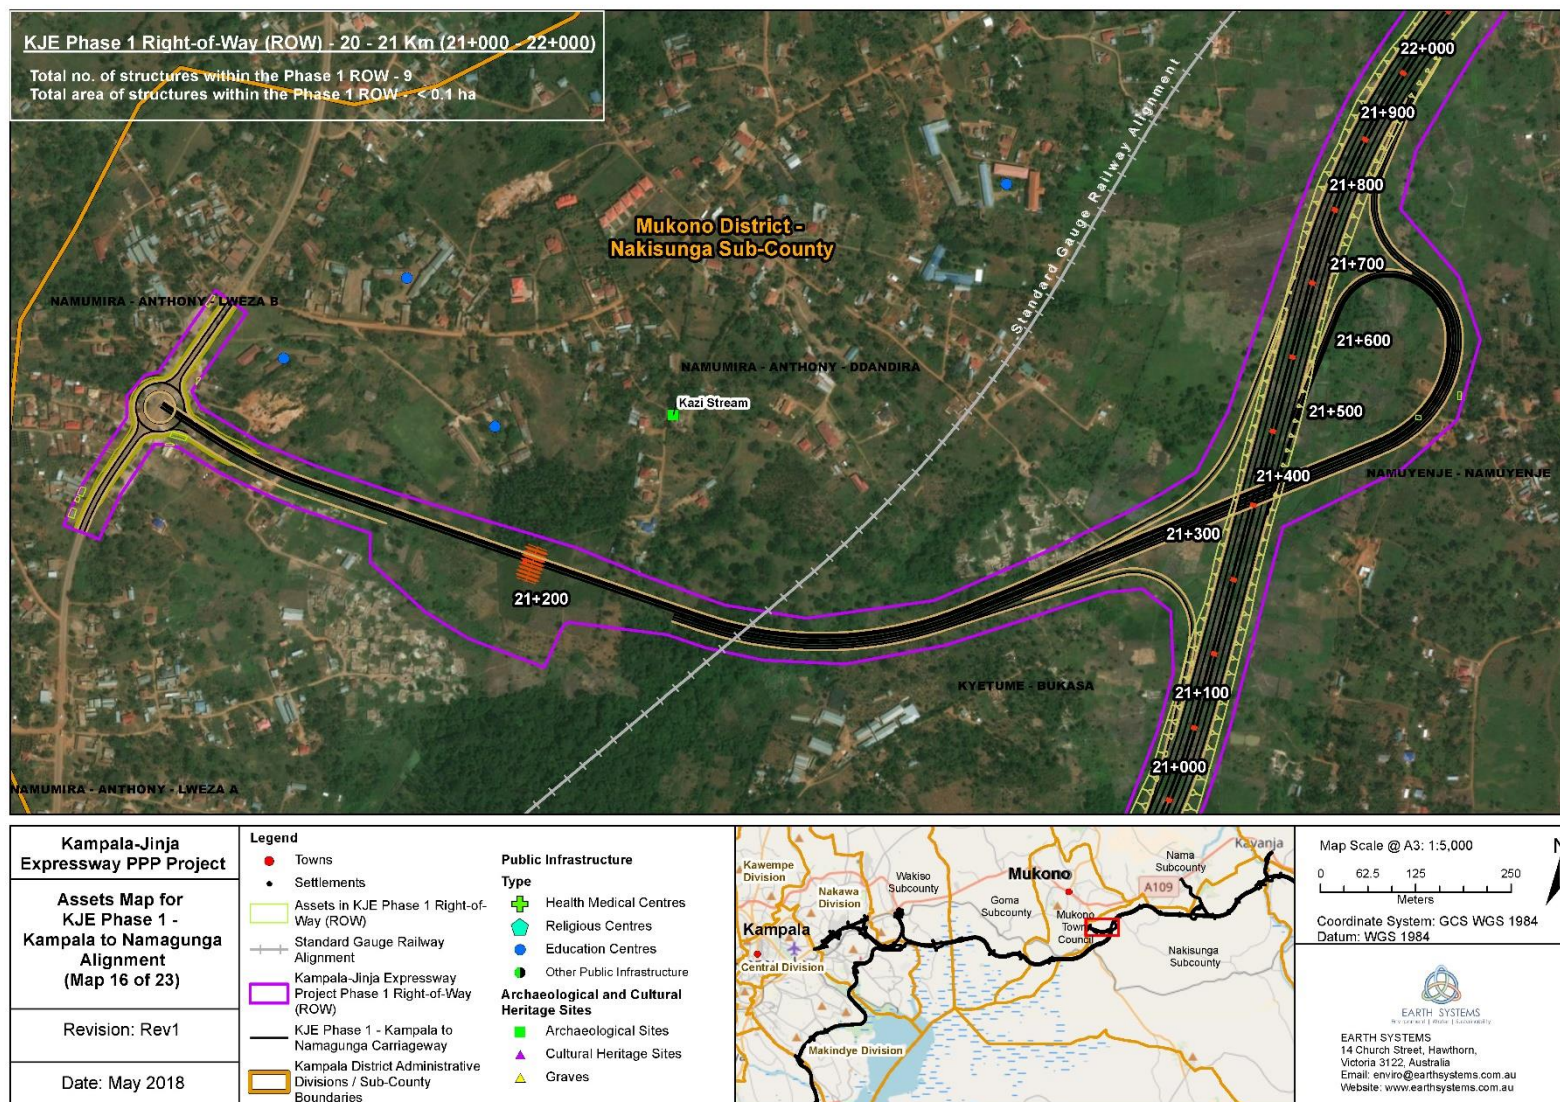 KJE Phase 1 Right-of-Way (ROW) - 20 - 21 Km (21+000 - 22+000)
Total no. of structures within the Phase 1 ROW - 9
Total area of structures within the Phase 1 ROW - < 0.1 ha
22+000
21+900
21+800
21+700
21+600
21+500
21+400
21+300
21+200
21+100
21+000
Standard Gauge Railway Alignment
Mukono District -
Nakisunga Sub-County
NAMUMIRA - ANTHONY - LWEZA B
NAMUMIRA - ANTHONY - DDANDIRA
Kazi Stream
NAMUYENJE - NAMUYENJE
KYETUME - BUKASA
NAMUMIRA - ANTHONY - LWEZA A
Kampala-Jinja
Expressway PPP Project
Assets Map for
KJE Phase 1 -
Kampala to Namagunga
Alignment
(Map 16 of 23)
Revision: Rev1
Date: May 2018
Legend
Towns
Settlements
Assets in KJE Phase 1 Right-of-
Way (ROW)
Standard Gauge Railway
Alignment
Kampala-Jinja Expressway
Project Phase 1 Right-of-Way
(ROW)
KJE Phase 1 - Kampala to
Namagunga Carriageway
Kampala District Administrative
Divisions / Sub-County
Boundaries
Public Infrastructure
Type
Health Medical Centres
Religious Centres
Education Centres
Other Public Infrastructure
Archaeological and Cultural
Heritage Sites
Archaeological Sites
Cultural Heritage Sites
Graves
Kawempe
Division
Nakawa
Division
Wakiso
Subcounty
Kampala
Central Division
Makindye Division
Goma
Subcounty
Mukono
Mukono
Town
Council
A109
Nama
Subcounty
Kavanja
Nakisunga
Subcounty
Map Scale @ A3: 1:5,000
N
0 62.5 125 250
Meters
Coordinate System: GCS WGS 1984
Datum: WGS 1984
EARTH SYSTEMS
Environment | Water | Sustainability
EARTH SYSTEMS
14 Church Street, Hawthorn,
Victoria 3122, Australia
Email: enviro@earthsystems.com.au
Website: www.earthsystems.com.au